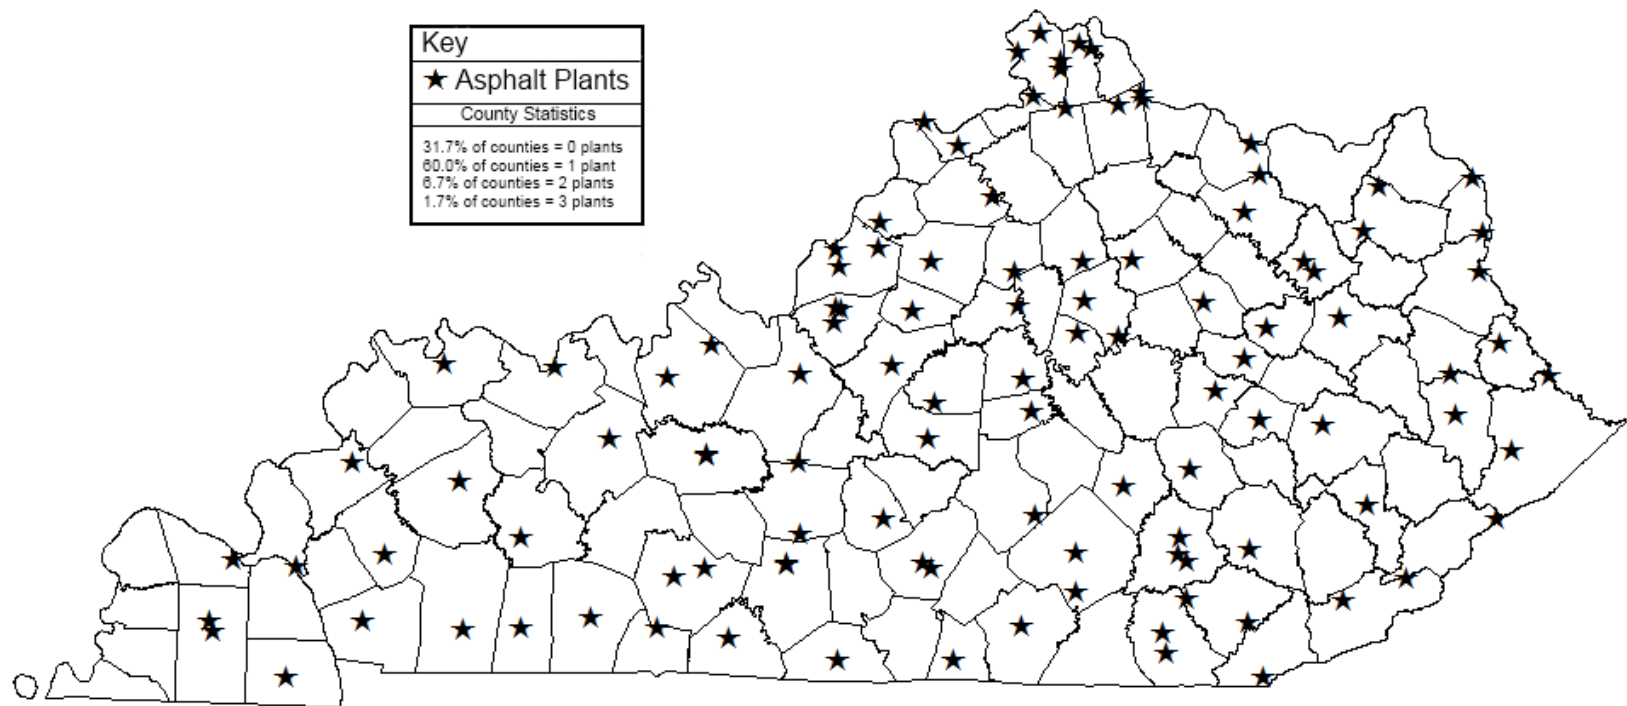 Key
★ Asphalt Plants
County Statistics
31.7% of counties = 0 plants
60.0% of counties = 1 plant
6.7% of counties = 2 plants
1.7% of counties = 3 plants